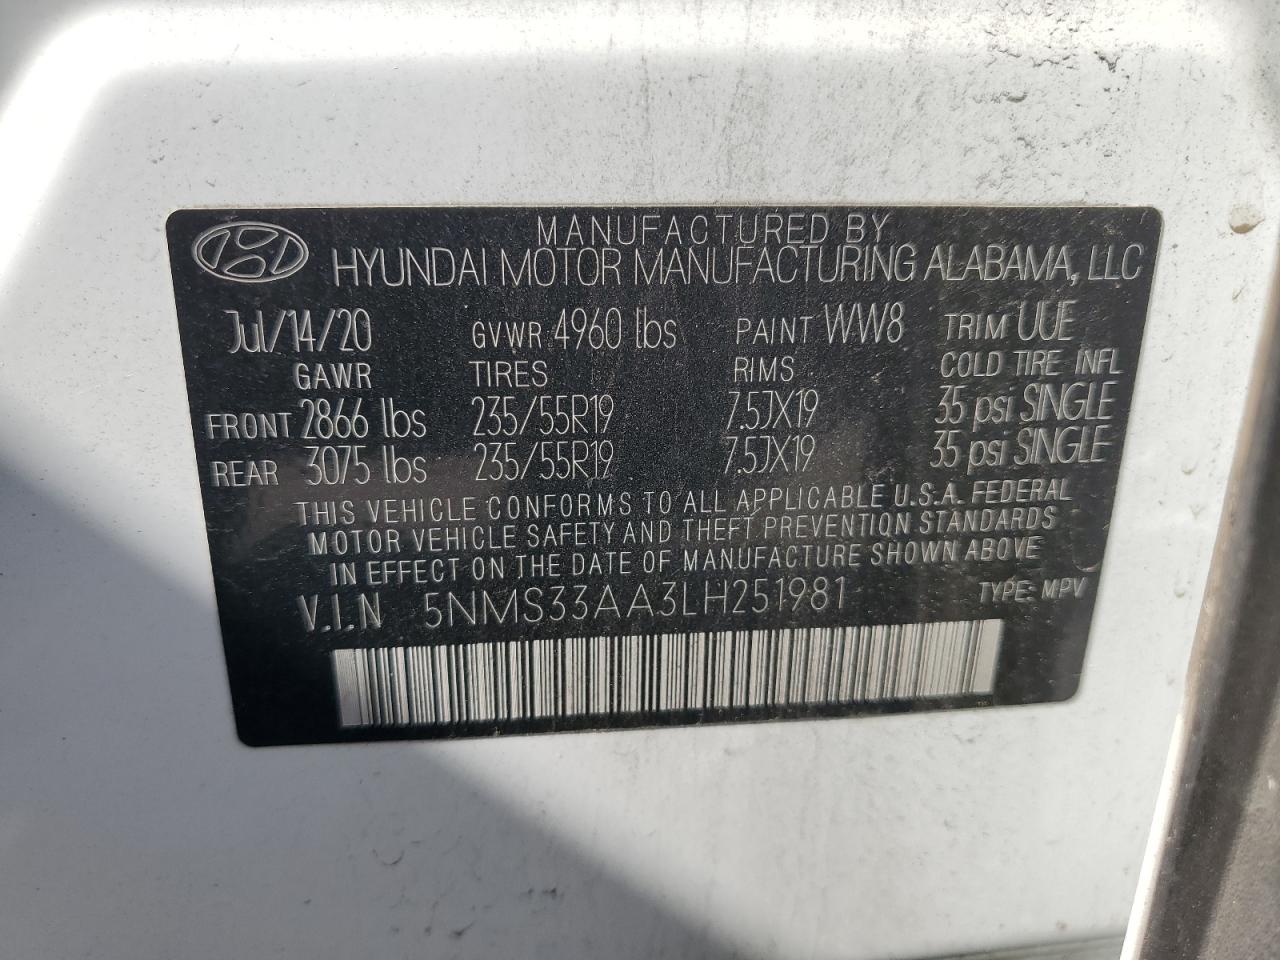 MANUFACTURED BY
HYUNDAI MOTOR MANUFACTURING ALABAMA, LLC
Jul/14/20 GVWR 4960 lbs PAINT WW8 TRIM UUE
GAWR TIRES RIMS COLD TIRE INFL
FRONT 2866 lbs 235/55R19 7.5JX19 35 psi SINGLE
REAR 3075 lbs 235/55R19 7.5JX19 35 psi SINGLE
THIS VEHICLE CONFORMS TO ALL APPLICABLE U.S.A. FEDERAL
MOTOR VEHICLE SAFETY AND THEFT PREVENTION STANDARDS
IN EFFECT ON THE DATE OF MANUFACTURE SHOWN ABOVE
V.I.N 5NMS33AA3LH251981 TYPE: MPV